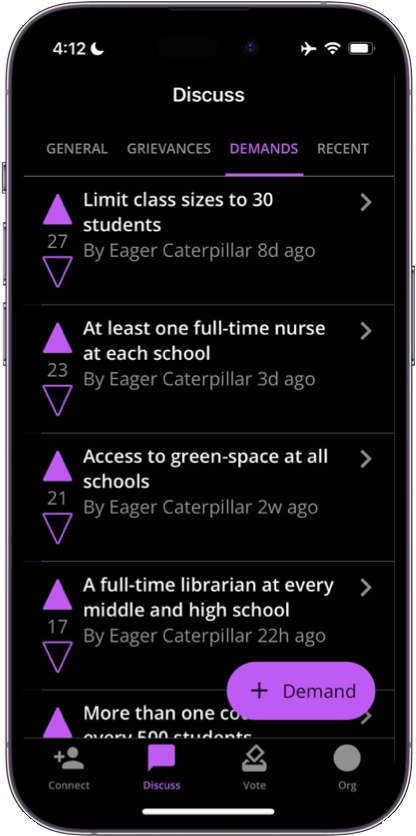 4:12
Discuss
GENERAL GRIEVANCES DEMANDS RECENT
Limit class sizes to 30
students
27
By Eager Caterpillar 8d ago
At least one full-time nurse
at each school
23
By Eager Caterpillar 3d ago
Access to green-space at all
schools
21
By Eager Caterpillar 2w ago
A full-time librarian at every
middle and high school
17
By Eager Caterpillar 22h ago
+ Demand
More than one
every 500 students
Connect Discuss Vote Org